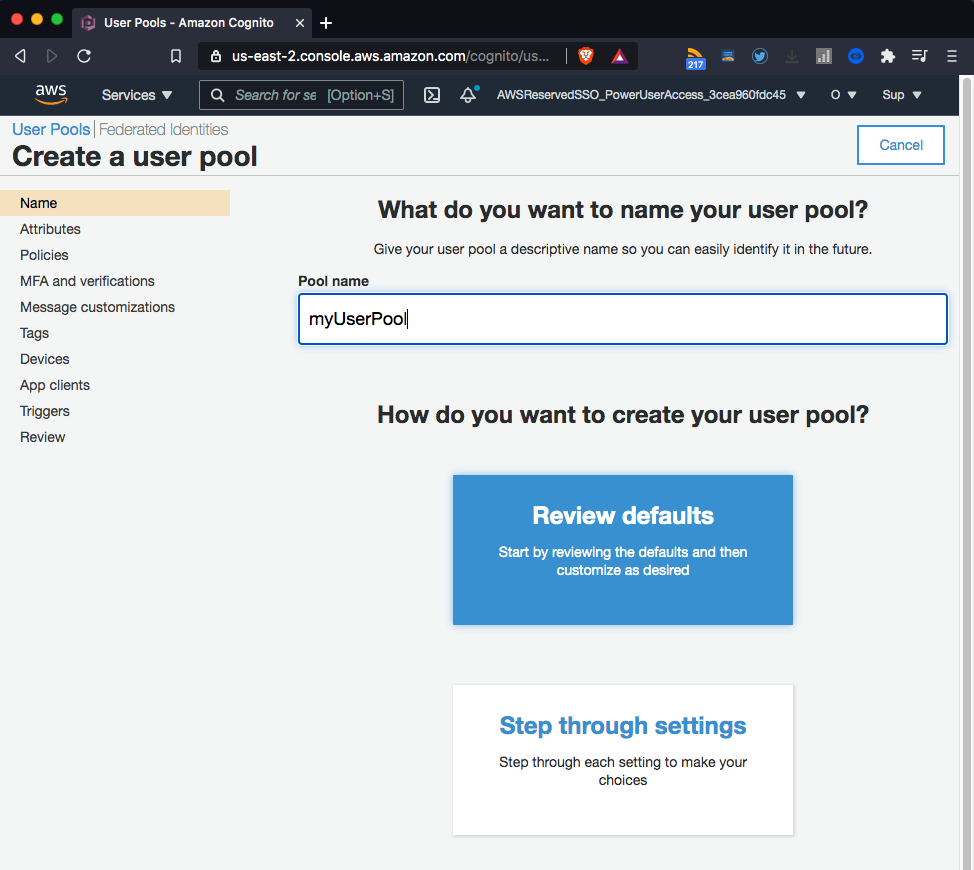 User Pools - Amazon Cognito
us-east-2.console.aws.amazon.com/cognito/us...
217
aws
Services
Search for se [Option+S]
AWSReservedSSO_PowerUserAccess_3cea960fdc45
O
Sup
User Pools | Federated Identities
Create a user pool
Cancel
Name
Attributes
Policies
MFA and verifications
Message customizations
Tags
Devices
App clients
Triggers
Review
What do you want to name your user pool?
Give your user pool a descriptive name so you can easily identify it in the future.
Pool name
myUserPool
How do you want to create your user pool?
Review defaults
Start by reviewing the defaults and then
customize as desired
Step through settings
Step through each setting to make your
choices